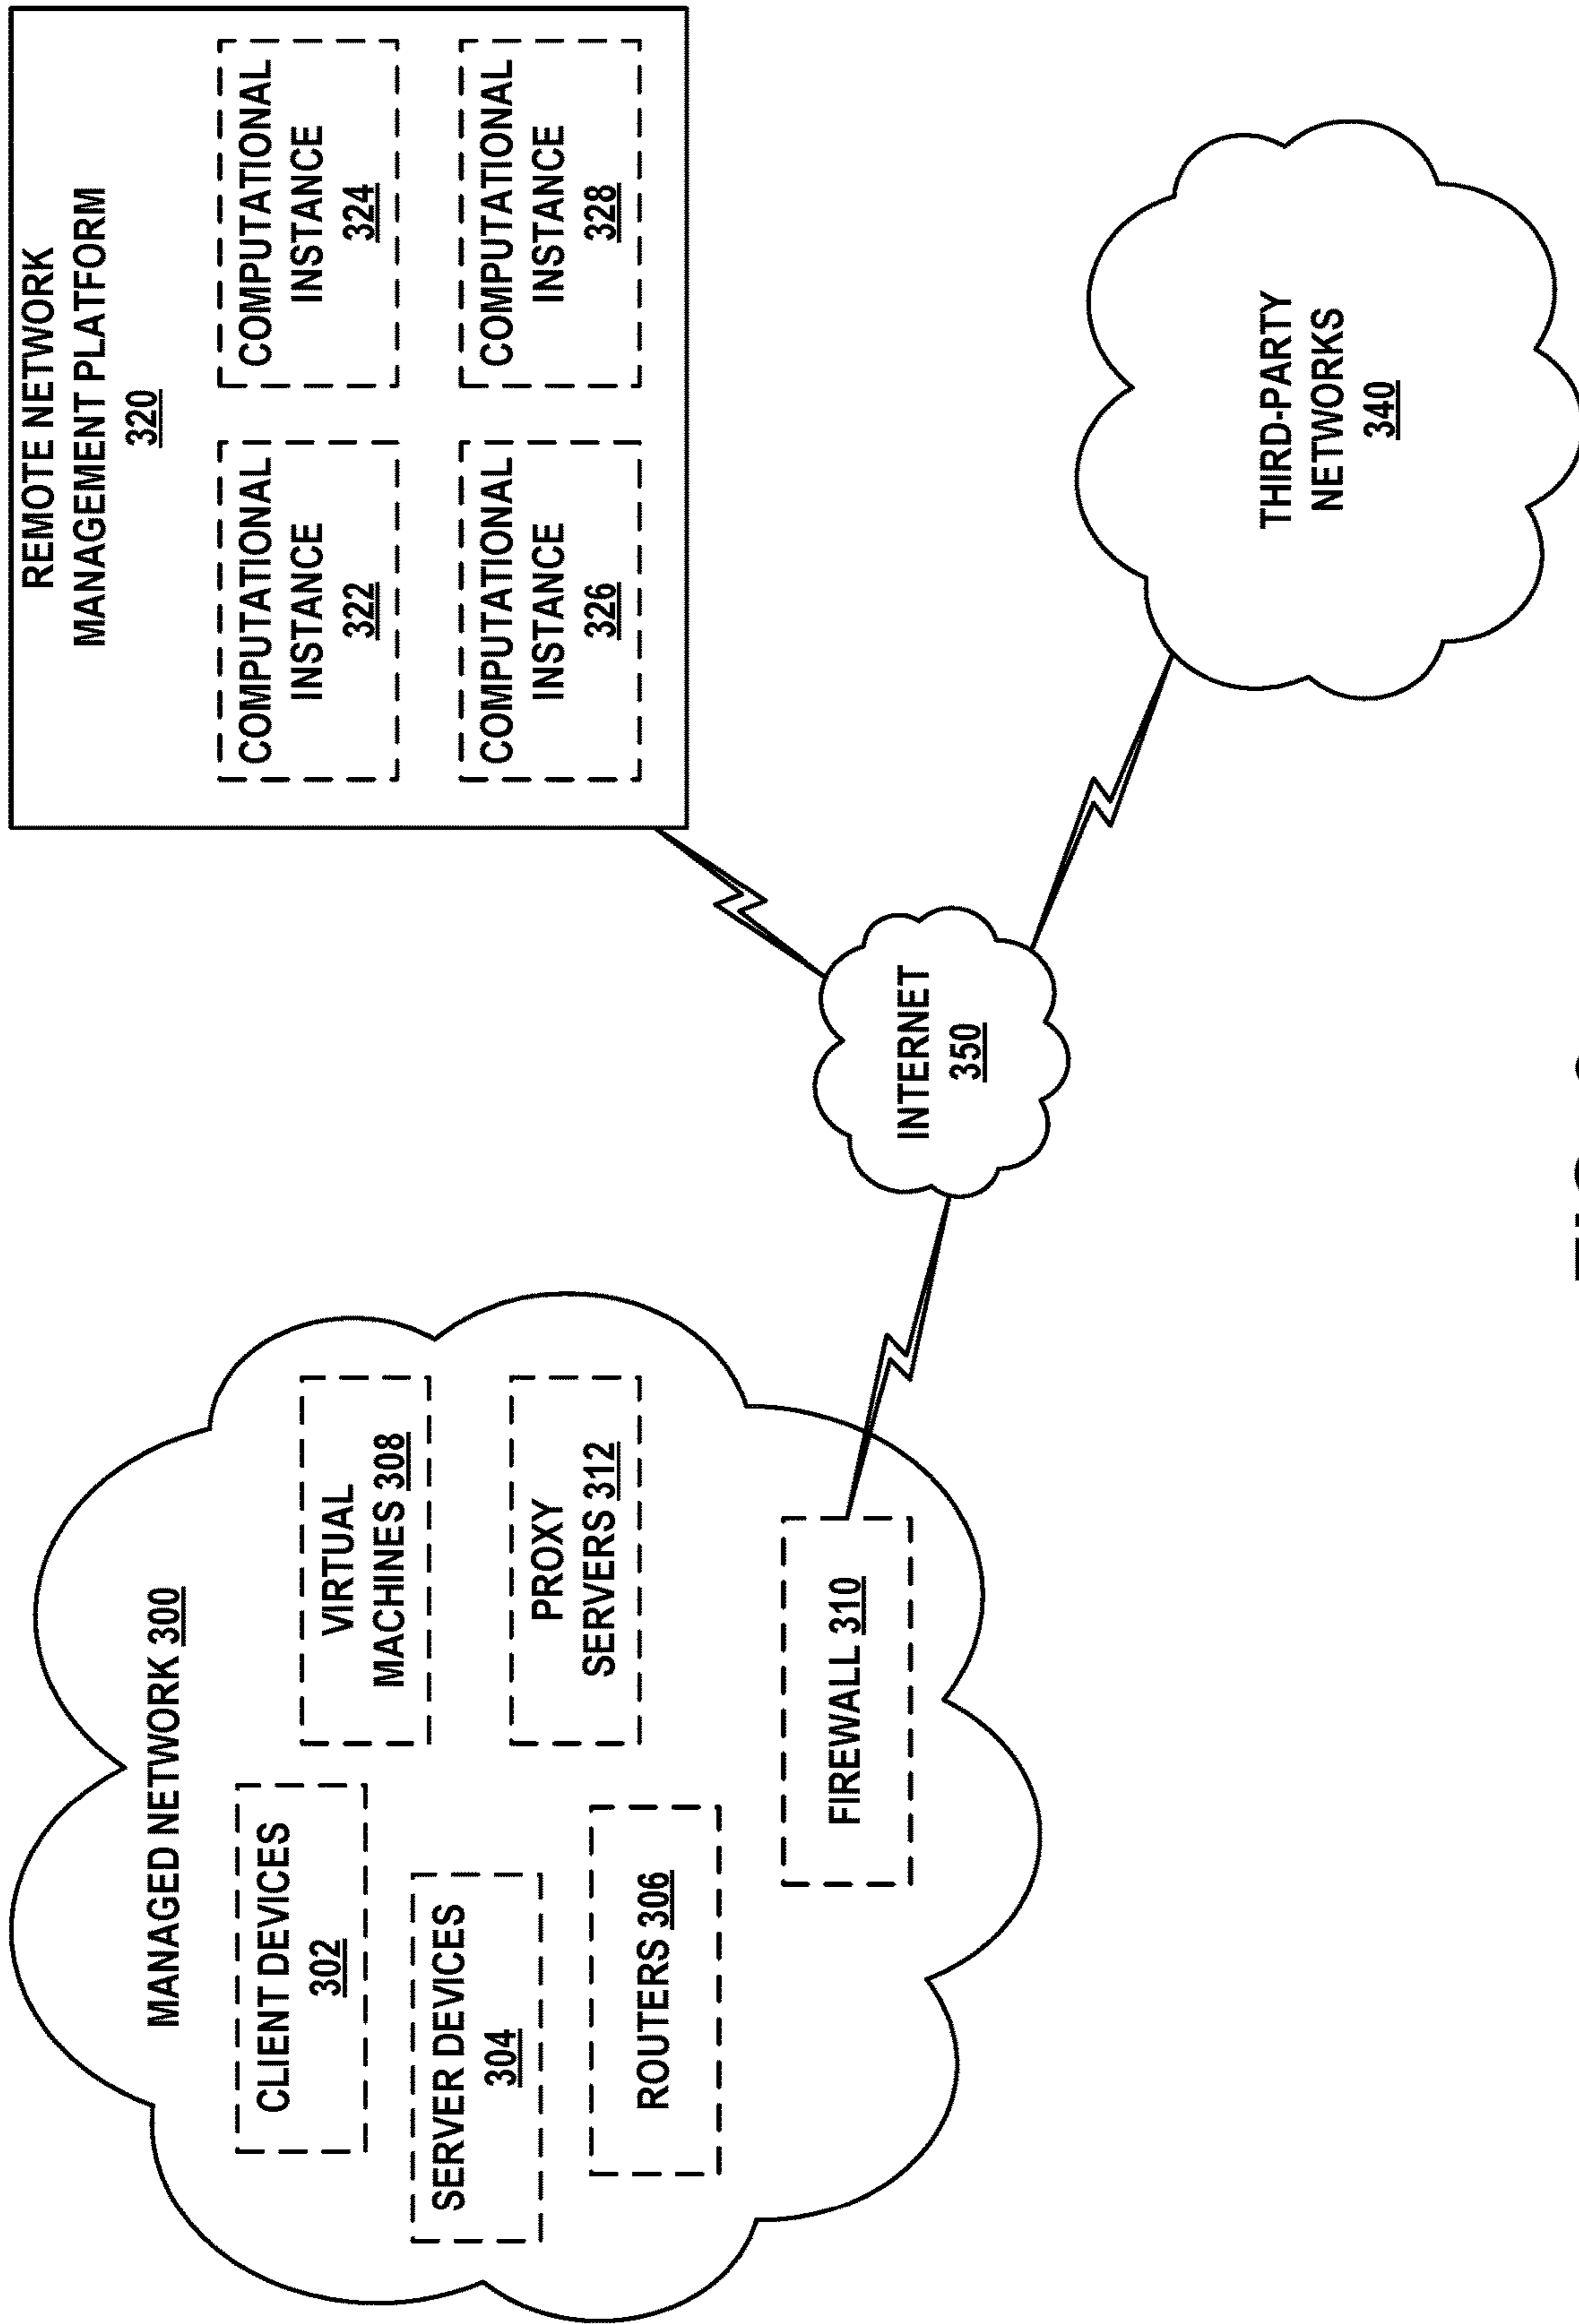 MANAGED NETWORK 300
CLIENT DEVICES
302
SERVER DEVICES
304
ROUTERS 306
VIRTUAL
MACHINES 308
PROXY
SERVERS 312
FIREWALL 310
INTERNET
350
REMOTE NETWORK
MANAGEMENT PLATFORM
320
COMPUTATIONAL
INSTANCE
322
COMPUTATIONAL
INSTANCE
324
COMPUTATIONAL
INSTANCE
326
COMPUTATIONAL
INSTANCE
328
THIRD-PARTY
NETWORKS
340